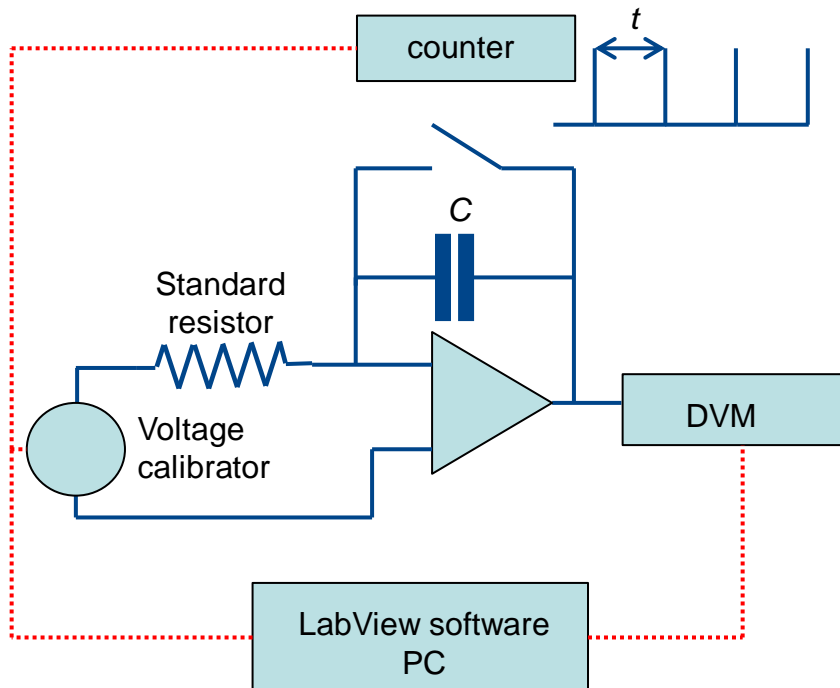 t
counter
C
Standard
resistor
Voltage
calibrator
DVM
LabView software
PC